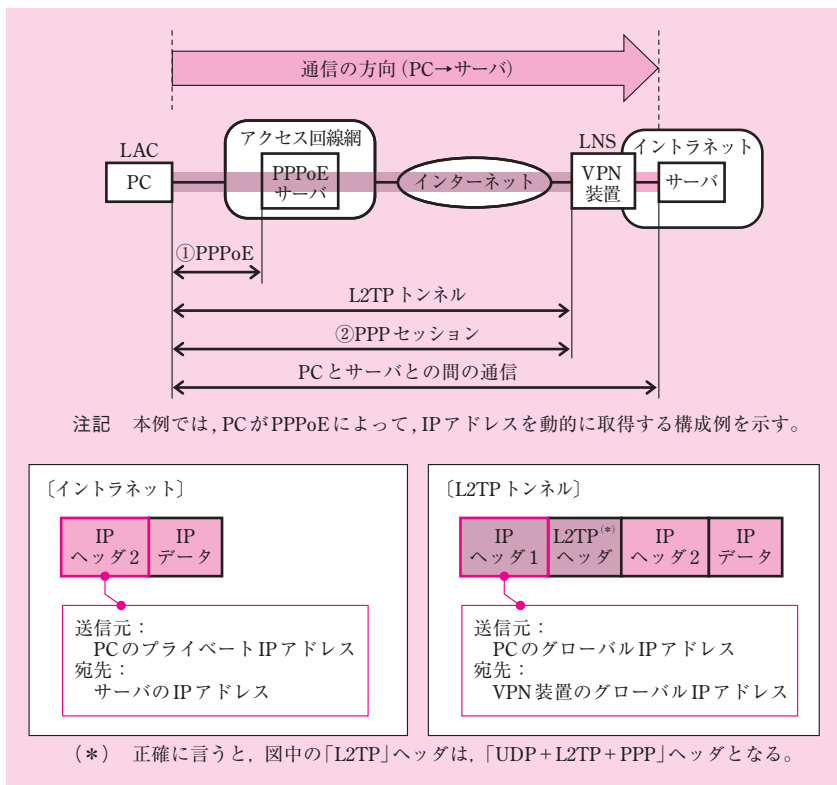 通信の方向(PC→サーバ)
アクセス回線網
LAC
LNS
イントラネット
PC
PPPoE
サーバ
インターネット
VPN
装置
サーバ
①PPPoE
L2TPトンネル
②PPPセッション
PCとサーバとの間の通信
注記 本例では,PCがPPPoEによって,IPアドレスを動的に取得する構成例を示す。
〔イントラネット〕
IP
ヘッダ2
IP
データ
送信元：
PCのプライベートIPアドレス
宛先：
サーバのIPアドレス
〔L2TPトンネル〕
IP
ヘッダ1
L2TP(*)
ヘッダ
IP
ヘッダ2
IP
データ
送信元：
PCのグローバルIPアドレス
宛先：
VPN装置のグローバルIPアドレス
(*) 正確に言うと,図中の「L2TP」ヘッダは,「UDP+L2TP+PPP」ヘッダとなる。